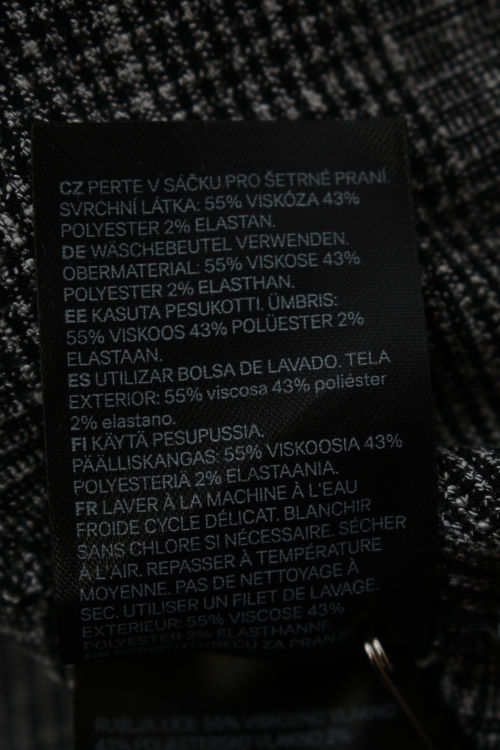 CZ PERTE V SÁČKU PRO ŠETRNÉ PRANÍ.
SVRCHNÍ LÁTKA: 55% VISKÓZA 43%
POLYESTER 2% ELASTAN.
DE WÄSCHEBEUTEL VERWENDEN.
OBERMATERIAL: 55% VISKOSE 43%
POLYESTER 2% ELASTHAN.
EE KASUTA PESUKOTTI. ÜMBRIS:
55% VISKOOS 43% POLÜESTER 2%
ELASTAAN.
ES UTILIZAR BOLSA DE LAVADO. TELA
EXTERIOR: 55% viscosa 43% poliéster
2% elastano.
FI KÄYTÄ PESUPUSSIA.
PÄÄLLISKANGAS: 55% VISKOOSIA 43%
POLYESTERIÄ 2% ELASTAANIA.
FR LAVER À LA MACHINE À L'EAU
FROIDE CYCLE DÉLICAT. BLANCHIR
SANS CHLORE SI NÉCESSAIRE. SÉCHER
À L'AIR. REPASSER À TEMPÉRATURE
MOYENNE. PAS DE NETTOYAGE À
SEC. UTILISER UN FILET DE LAVAGE.
EXTERIEUR: 55% VISCOSE 43%
POLYESTER 2% ELASTHANNE.
VREĆU ZA PRANJE